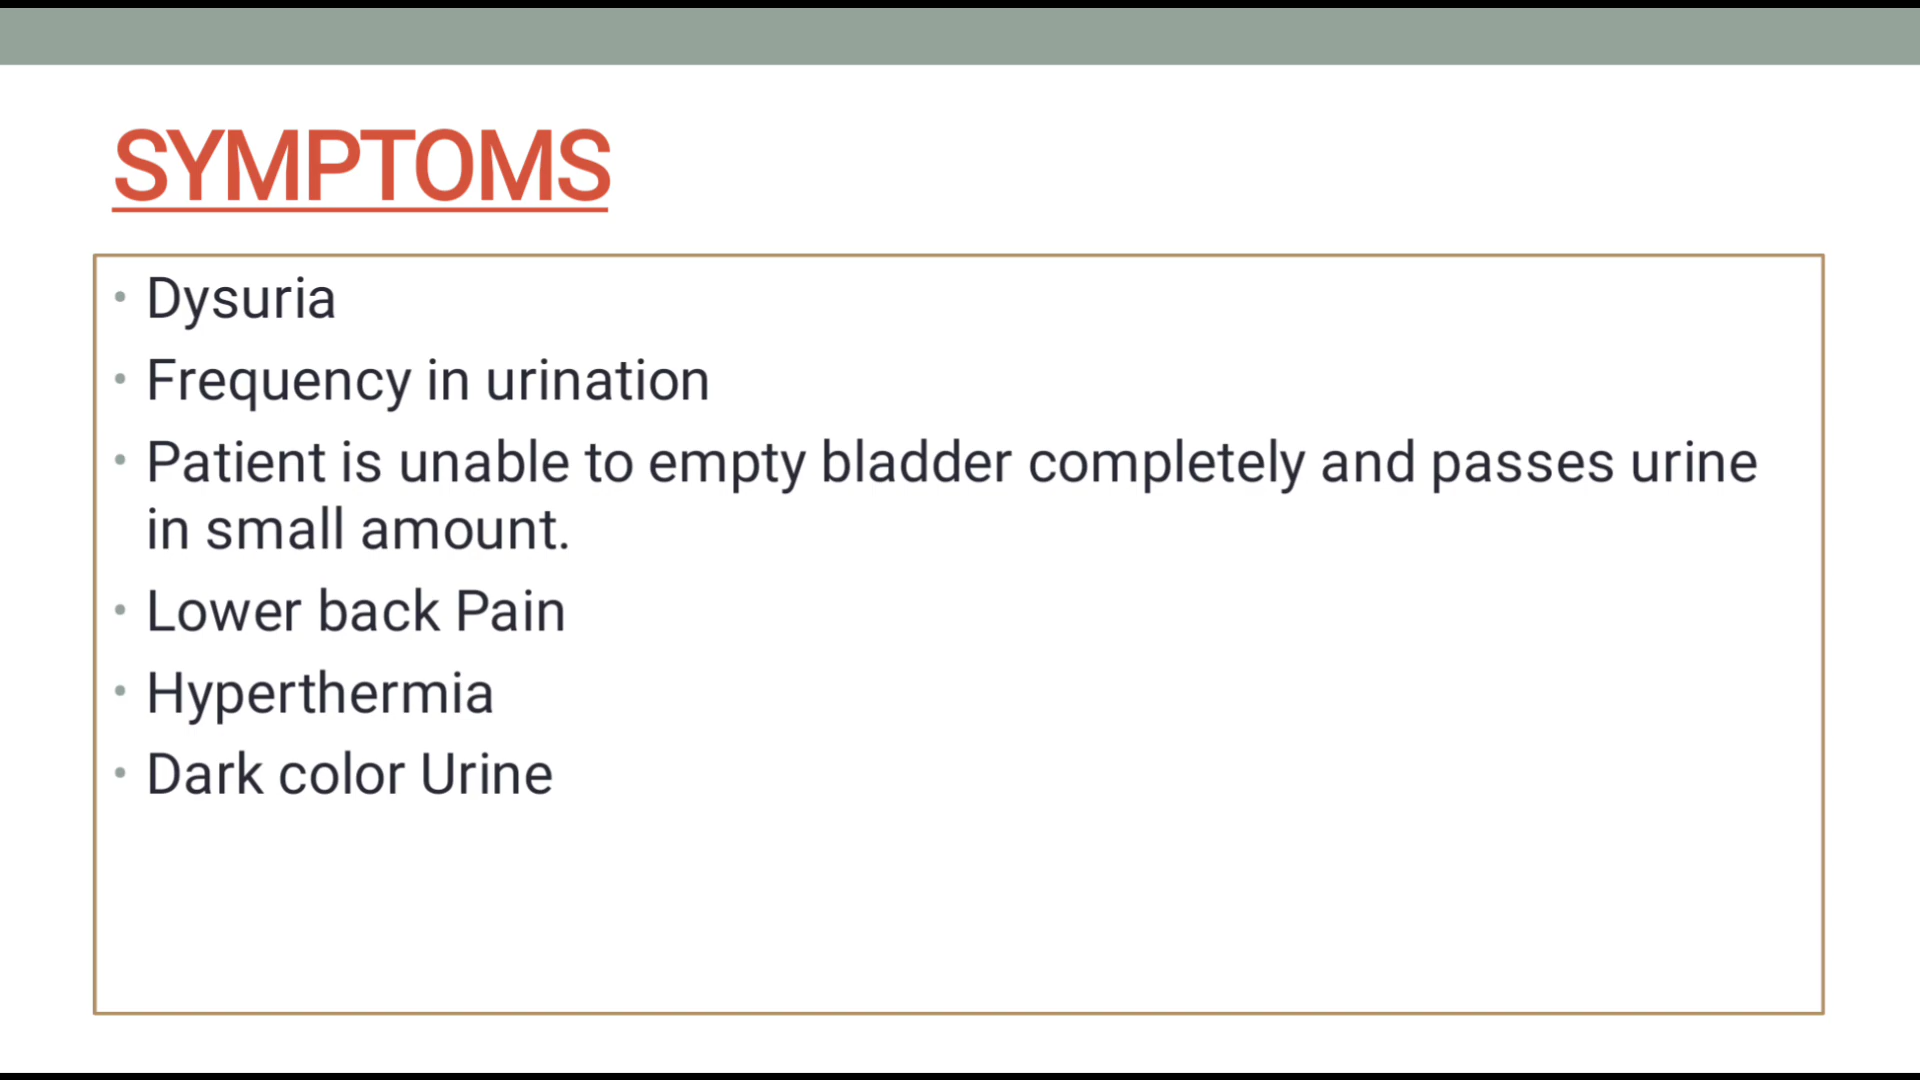 SYMPTOMS
• Dysuria
• Frequency in urination
• Patient is unable to empty bladder completely and passes urine
in small amount.
• Lower back Pain
• Hyperthermia
• Dark color Urine